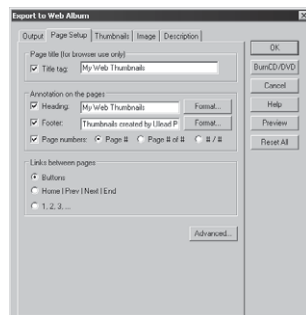 Export to Web Album
Output Page Setup Thumbnails Image Description
Page title (for browser use only)
Title tag: My Web Thumbnails
Annotation on the pages
Heading: My Web Thumbnails Format...
Footer: Thumbnails created by Ulead P Format...
Page numbers: Page # Page # of # # / #
Links between pages
Buttons
Home | Prev | Next | End
1, 2, 3, ...
Advanced...
OK
BurnCD/DVD
Cancel
Help
Preview
Reset All